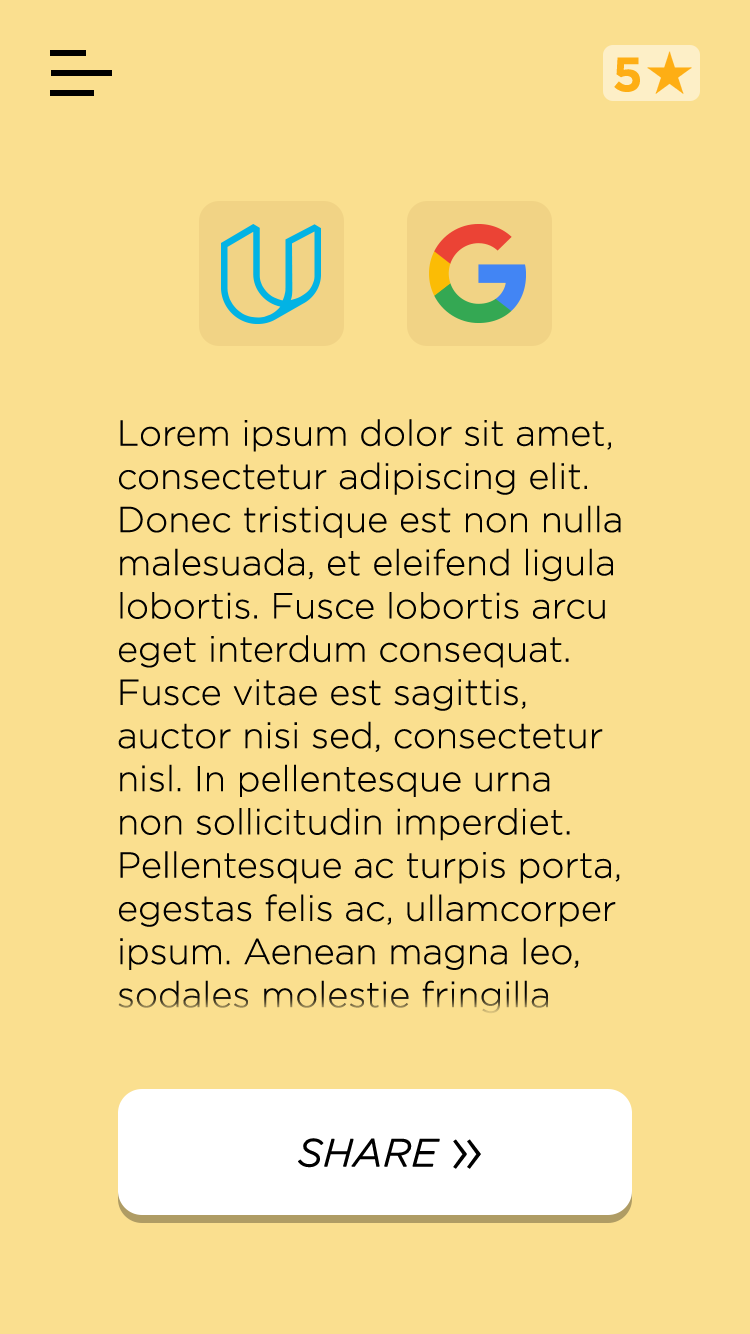 5★
Lorem ipsum dolor sit amet,
consectetur adipiscing elit.
Donec tristique est non nulla
malesuada, et eleifend ligula
lobortis. Fusce lobortis arcu
eget interdum consequat.
Fusce vitae est sagittis,
auctor nisi sed, consectetur
nisl. In pellentesque urna
non sollicitudin imperdiet.
Pellentesque ac turpis porta,
egestas felis ac, ullamcorper
ipsum. Aenean magna leo,
sodales molestie fringilla
SHARE »